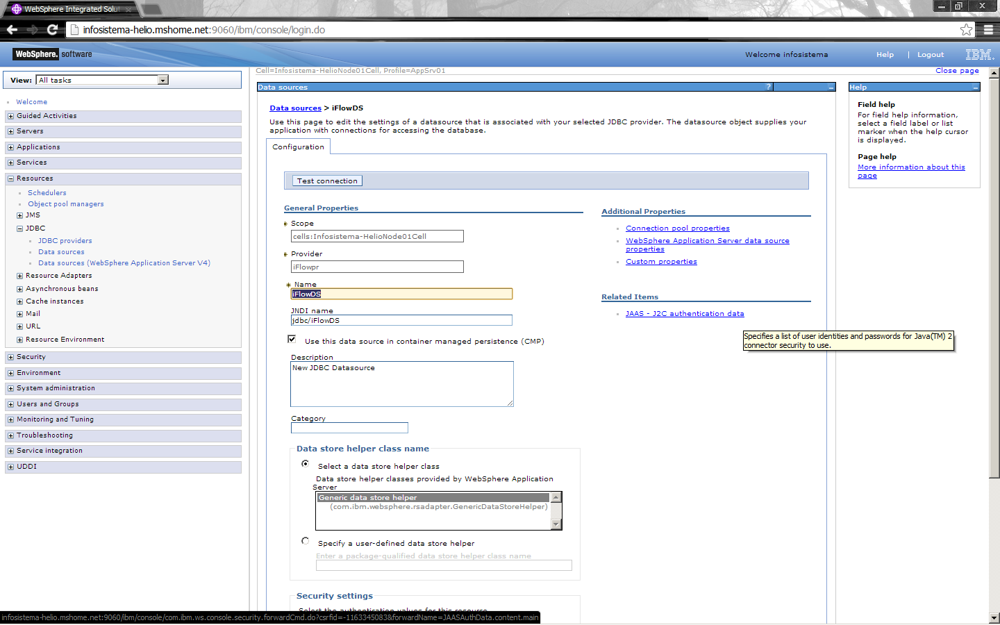 WebSphere Integrated Solut
infosistema-helio.mshome.net:9060/ibm/console/login.do
WebSphere. software
Welcome infosistema
Help | Logout
IBM.
View: All tasks
Cell=Infosistema-HelioNode01Cell, Profile=AppSrv01
Close page
Welcome
Guided Activities
Servers
Applications
Services
Resources
Schedulers
Object pool managers
JMS
JDBC
JDBC providers
Data sources
Data sources (WebSphere Application Server V4)
Resource Adapters
Asynchronous beans
Cache instances
Mail
URL
Resource Environment
Security
Environment
System administration
Users and Groups
Monitoring and Tuning
Troubleshooting
Service integration
UDDI
Data sources
?
Data sources > iFlowDS
Use this page to edit the settings of a datasource that is associated with your selected JDBC provider. The datasource object supplies your
application with connections for accessing the database.
Configuration
Test connection
General Properties
Scope
cells:Infosistema-HelioNode01Cell
Provider
iFlowpr
Name
iFlowDS
JNDI name
jdbc/iFlowDS
Use this data source in container managed persistence (CMP)
Description
New JDBC Datasource
Category
Data store helper class name
Select a data store helper class
Data store helper classes provided by WebSphere Application
Server
Generic data store helper
(com.ibm.websphere.rsadapter.GenericDataStoreHelper)
Specify a user-defined data store helper
Enter a package-qualified data store helper class name
Security settings
Select the authentication values for this resource
Additional Properties
Connection pool properties
WebSphere Application Server data source
properties
Custom properties
Related Items
JAAS - J2C authentication data
Specifies a list of user identities and passwords for Java(TM) 2
connector security to use.
Help
Field help
For field help information,
select a field label or list
marker when the help cursor
is displayed.
Page help
More information about this
page
infosistema-helio.mshome.net:9060/ibm/console/com.ibm.ws.console.security.forwardCmd.do?csrfid=-1163345083&forwardName=JAASAuthData.content.main